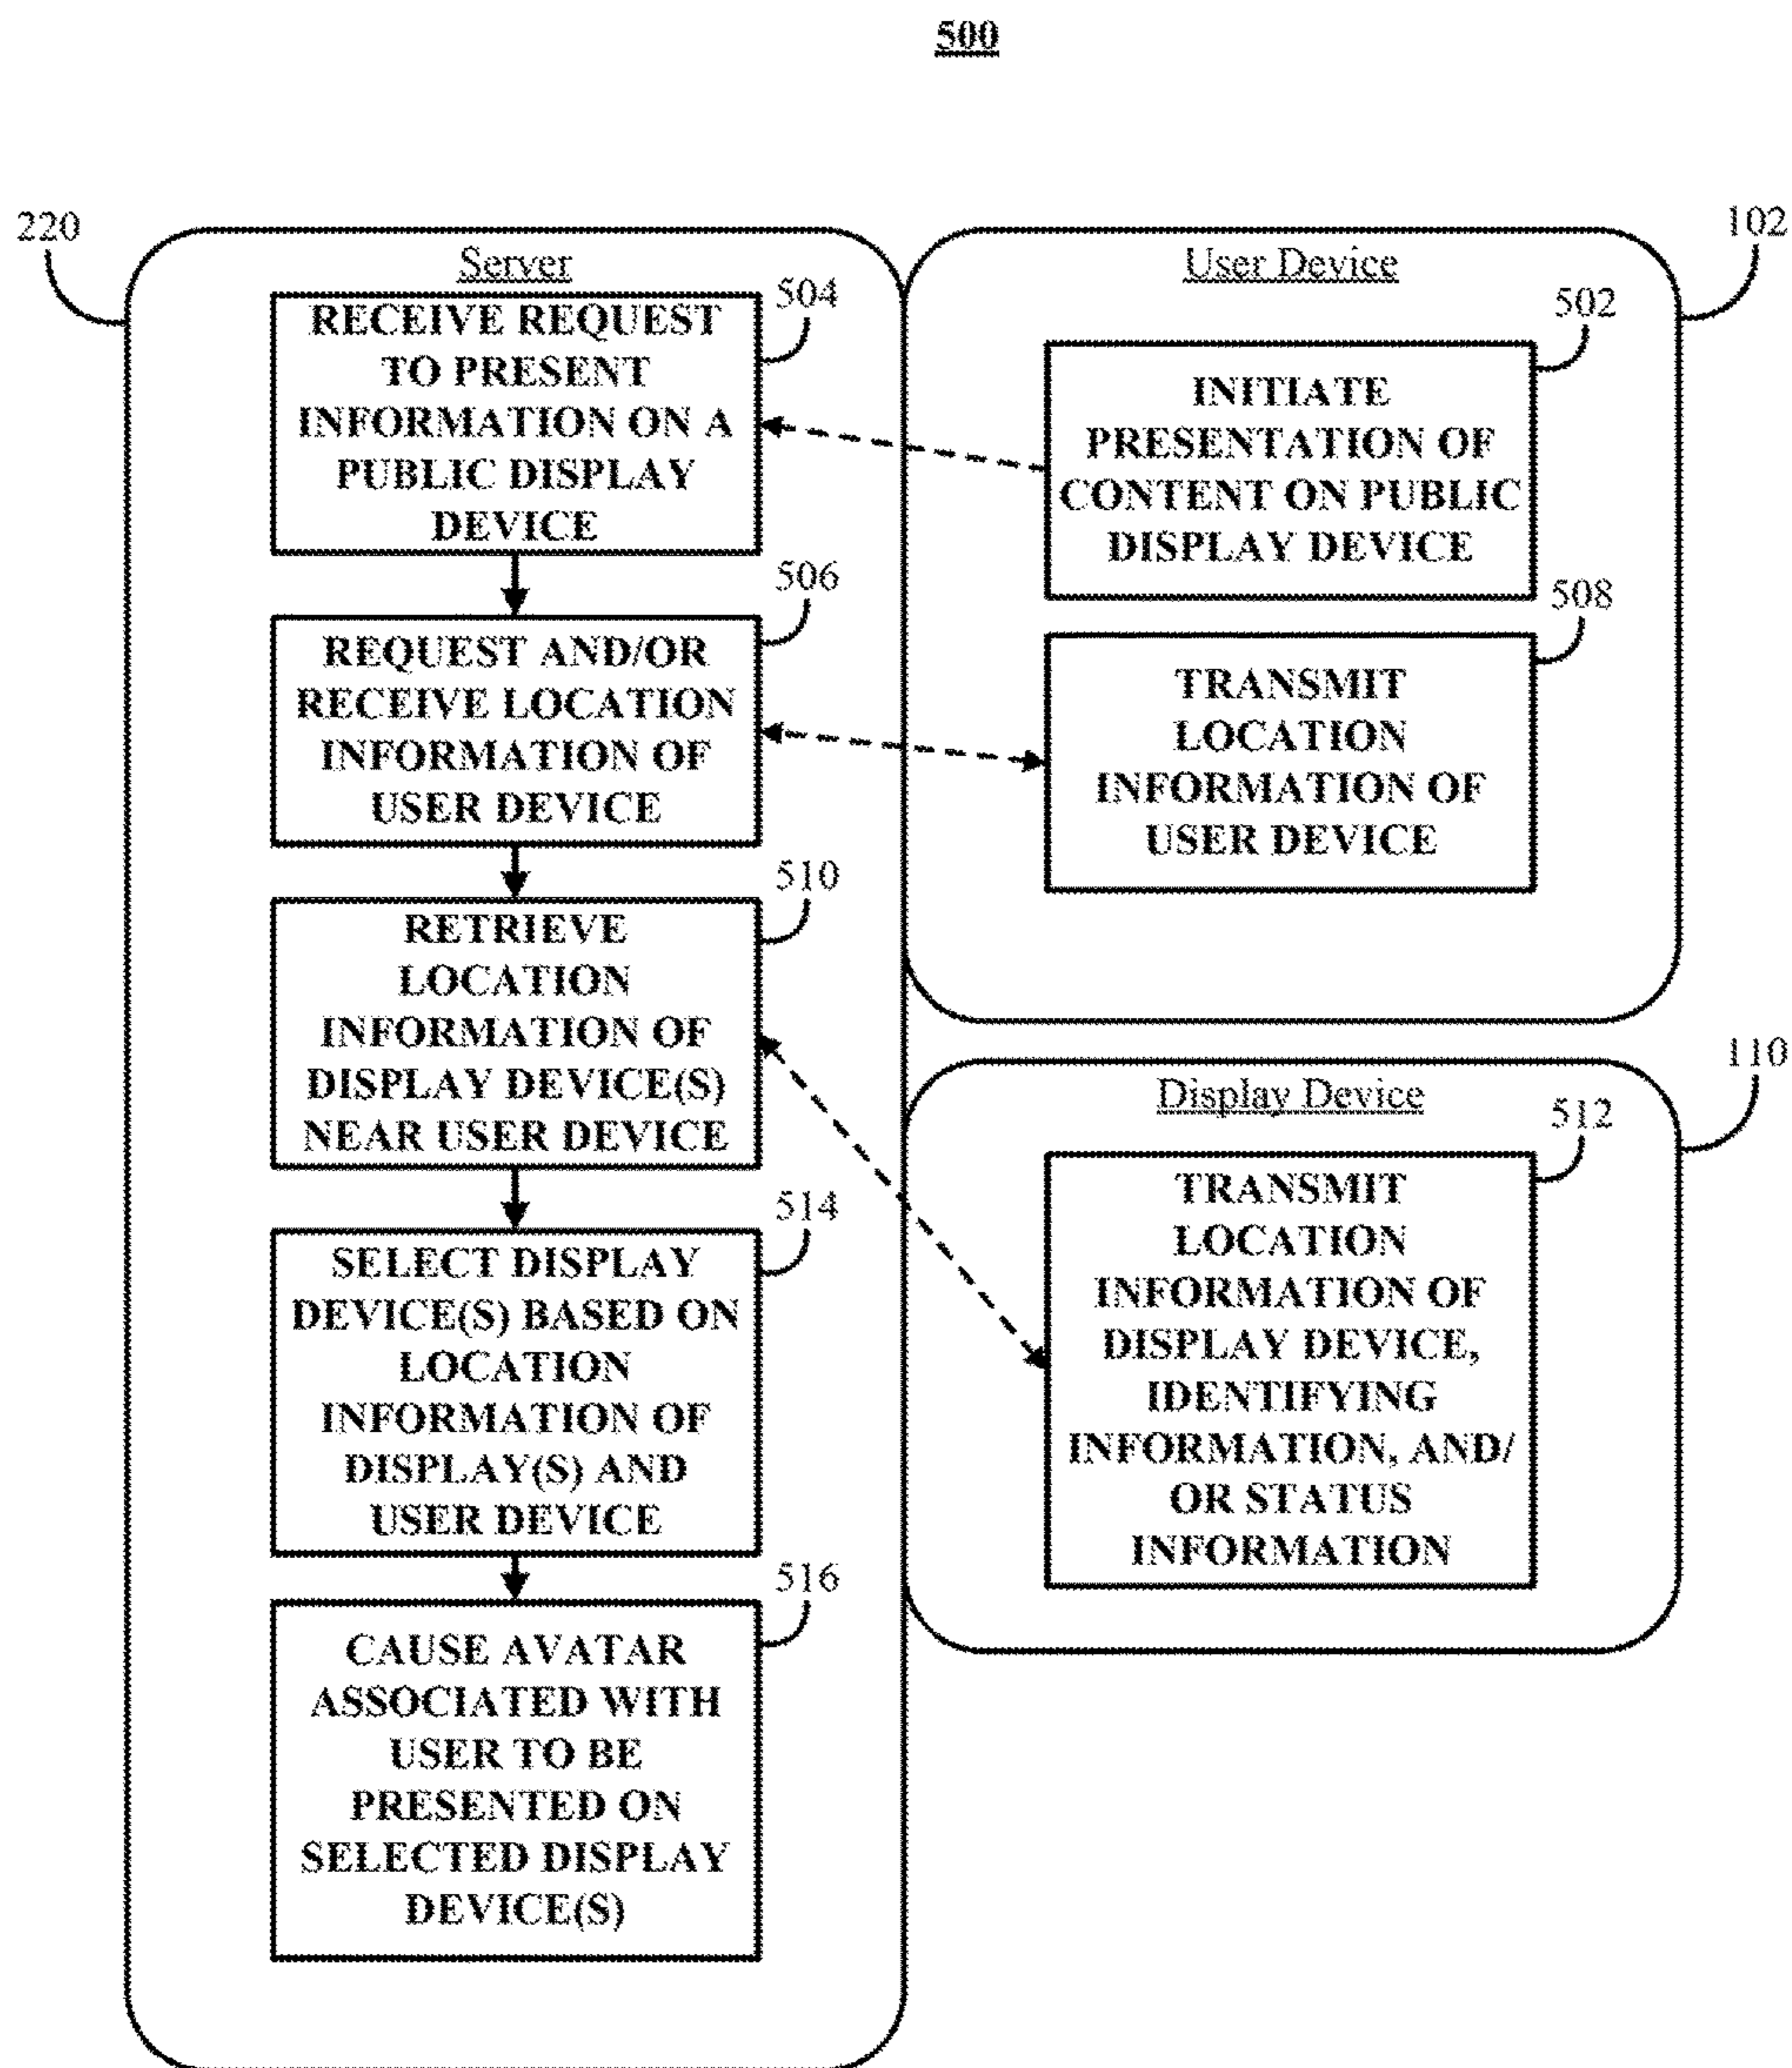 500
220
Server
504
RECEIVE REQUEST
TO PRESENT
INFORMATION ON A
PUBLIC DISPLAY
DEVICE
506
REQUEST AND/OR
RECEIVE LOCATION
INFORMATION OF
USER DEVICE
510
RETRIEVE
LOCATION
INFORMATION OF
DISPLAY DEVICE(S)
NEAR USER DEVICE
514
SELECT DISPLAY
DEVICE(S) BASED ON
LOCATION
INFORMATION OF
DISPLAY(S) AND
USER DEVICE
516
CAUSE AVATAR
ASSOCIATED WITH
USER TO BE
PRESENTED ON
SELECTED DISPLAY
DEVICE(S)
102
User Device
502
INITIATE
PRESENTATION OF
CONTENT ON PUBLIC
DISPLAY DEVICE
508
TRANSMIT
LOCATION
INFORMATION OF
USER DEVICE
110
Display Device
512
TRANSMIT
LOCATION
INFORMATION OF
DISPLAY DEVICE,
IDENTIFYING
INFORMATION, AND/
OR STATUS
INFORMATION